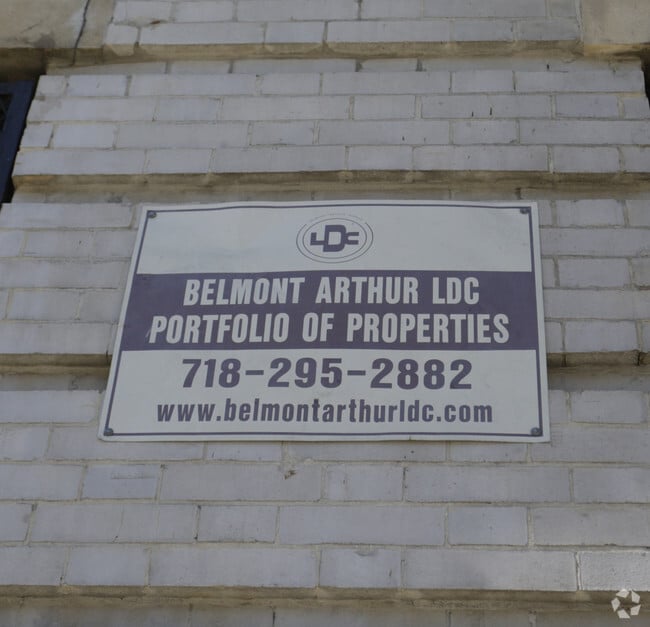 LDC
BELMONT ARTHUR LDC
PORTFOLIO OF PROPERTIES
718-295-2882
www.belmontarthurldc.com